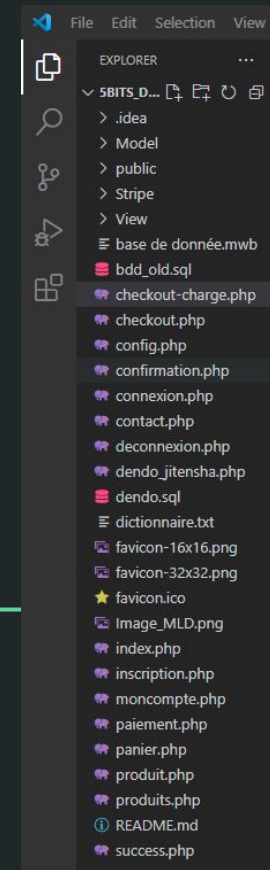 File Edit Selection View
EXPLORER ...
5BITS_D...
.idea
Model
public
Stripe
View
base de donnée.mwb
bdd_old.sql
checkout-charge.php
checkout.php
config.php
confirmation.php
connexion.php
contact.php
deconnexion.php
dendo_jitensha.php
dendo.sql
dictionnaire.txt
favicon-16x16.png
favicon-32x32.png
favicon.ico
Image_MLD.png
index.php
inscription.php
moncompte.php
paiement.php
panier.php
produit.php
produits.php
README.md
success.php